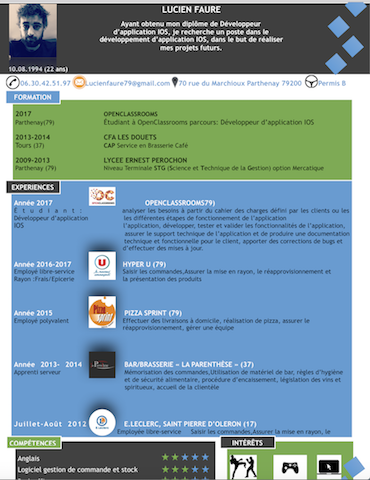 LUCIEN FAURE
Ayant obtenu mon diplôme de Développeur
d'application IOS, je recherche un poste dans le
développement d'application IOS, dans le but de réaliser
mes projets futurs.
10.08.1994 (22 ans)
06.30.42.51.97 Lucienfaure79@gmail.com 70 rue du Marchioux Parthenay 79200 Permis B
FORMATION
2017 OPENCLASSROOMS
Parthenay(79) Étudiant à OpenClassrooms parcours: Développeur d'application IOS
2013-2014 CFA LES DOUETS
Tours (37) CAP Service en Brasserie Café
2009-2013 LYCEE ERNEST PEROCHON
Parthenay (79) Niveau Terminale STG (Science et Technique de la Gestion) option Mercatique
EXPERIENCES
Année 2017 OPENCLASSROOMS79)
Etudiant: analyser les besoins à partir du cahier des charges défini par les clients ou les
Développeur d'application les différentes étapes de fonctionnement de l'application
IOS l'application, développer, tester et valider les fonctionnalités de l'application,
assurer le support technique de l'application et de produire une documentation
technique et fonctionnelle pour le client, apporter des corrections de bugs et
d'effectuer des mises à jour.
Année 2016-2017 HYPER U (79)
Employé libre-service Saisir les commandes,Assurer la mise en rayon, le réapprovisionnement et
Rayon :Frais/Epicerie la présentation des produits
Année 2015 PIZZA SPRINT (79)
Employé polyvalent Effectuer des livraisons à domicile, réalisation de pizza, assurer le
réapprovisionnement, gérer une équipe
Année 2013- 2014 BAR/BRASSERIE « LA PARENTHÈSE » (37)
Apprenti serveur Mémorisation des commandes,Utilisation de matériel de bar, règles d'hygiène
et de sécurité alimentaire, procédure d'encaissement, législation des vins et
spiritueux, accueil de la clientèle
Juillet-Août 2012 E.LECLERC, SAINT PIERRE D'OLERON (17)
Employée libre-service Saisir les commandes,Assurer la mise en rayon, le
COMPÉTENCES INTÉRÊTS
Anglais
Logiciel gestion de commande et stock